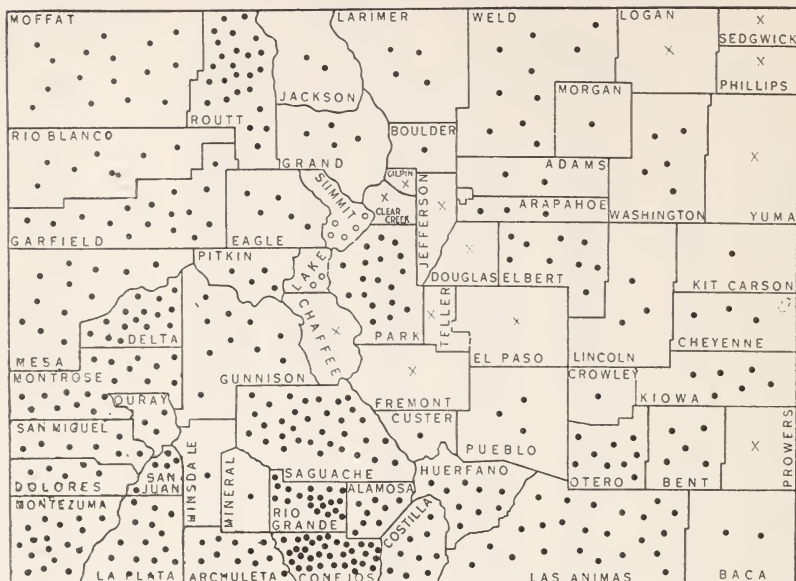 MOFFAT
LARIMER
WELD
LOGAN
SEDGWICK
PHILLIPS
JACKSON
MORGAN
ROUTT
RIO BLANCO
BOULDER
GRAND
GILPIN
ADAMS
SUMMIT
CLEAR
CREEK
JEFFERSON
ARAPAHOE
WASHINGTON
YUMA
GARFIELD
EAGLE
PITKIN
LAKE
DOUGLAS
ELBERT
KIT CARSON
CHAFFEE
PARK
TELLER
DELTA
MESA
EL PASO
LINCOLN
CHEYENNE
MONTROSE
GUNNISON
FREMONT
CROWLEY
KIOWA
OURAY
CUSTER
SAN MIGUEL
PUEBLO
PROWERS
HINSDALE
MINERAL
SAGUACHE
HUERFANO
OTERO
BENT
DOLORES
SAN
JUAN
MONTEZUMA
RIO
GRANDE
ALAMOSA
COSTILLA
LA PLATA
ARCHULETA
CONEJOS
LAS ANIMAS
BACA